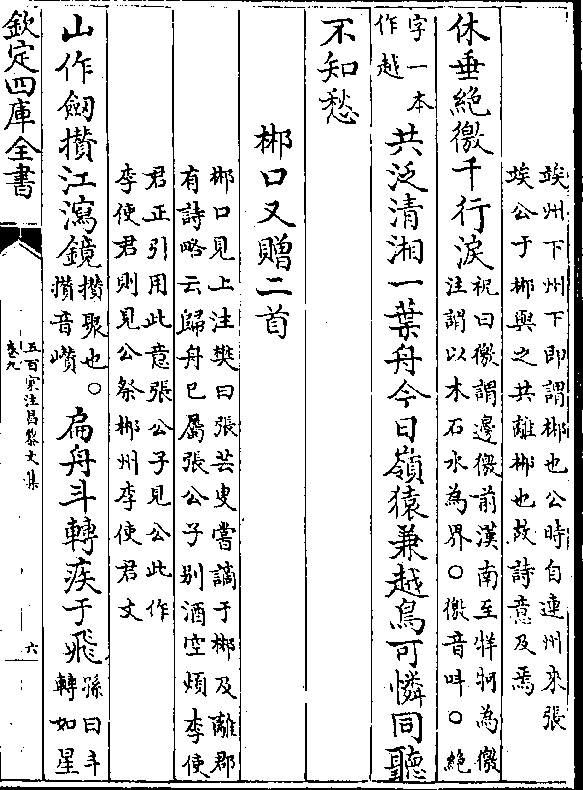 竢州下州下即謂郴也公時自連州來張
竢公于郴與之共離郴也故詩意及焉
休垂絶徼千行淚祝曰徼謂邊徼前漢南至牂牁為徼
注謂以木石水為界〇徼音叫〇絶
字一本
作越
共泛清湘一葉舟今日嶺猿兼越鳥可憐同聽
不知愁
郴口又贈二首
郴口見上注樊曰張芸叟嘗謫于郴及離郡
有詩略云歸舟已屬張公子别酒空煩李使
君正引用此意張公子見公此作
李使君則見公祭郴州李使君文
山作劒攅江瀉鏡攅聚也。
攅音巑
扁舟斗轉疾于飛孫曰斗
轉如星
欽定四庫全書
五百家注昌黎文集
卷九
六